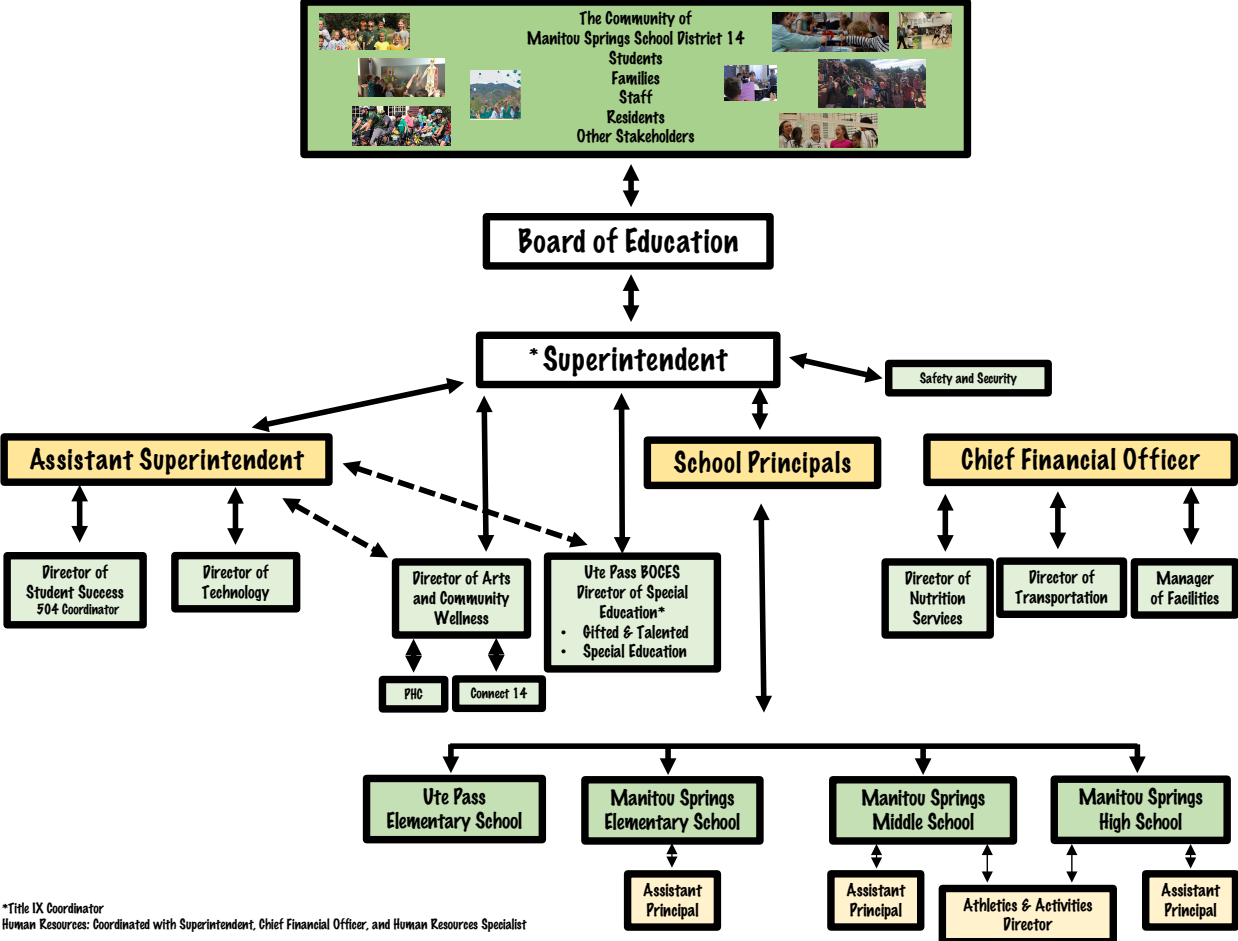 The Community of
Manitou Springs School District 14
Students
Families
Staff
Residents
Other Stakeholders
Board of Education
*Superintendent
Safety and Security
Assistant Superintendent
School Principals
Chief Financial Officer
Director of
Student Success
504 Coordinator
Director of
Technology
Director of Arts
and Community
Wellness
Ute Pass BOCES
Director of Special
Education*
• Gifted & Talented
• Special Education
Director of
Nutrition
Services
Director of
Transportation
Manager
of Facilities
PHC
Connect 14
Ute Pass
Elementary School
Manitou Springs
Elementary School
Manitou Springs
Middle School
Manitou Springs
High School
Assistant
Principal
Assistant
Principal
Athletics & Activities
Director
Assistant
Principal
*Title IX Coordinator
Human Resources: Coordinated with Superintendent, Chief Financial Officer, and Human Resources Specialist